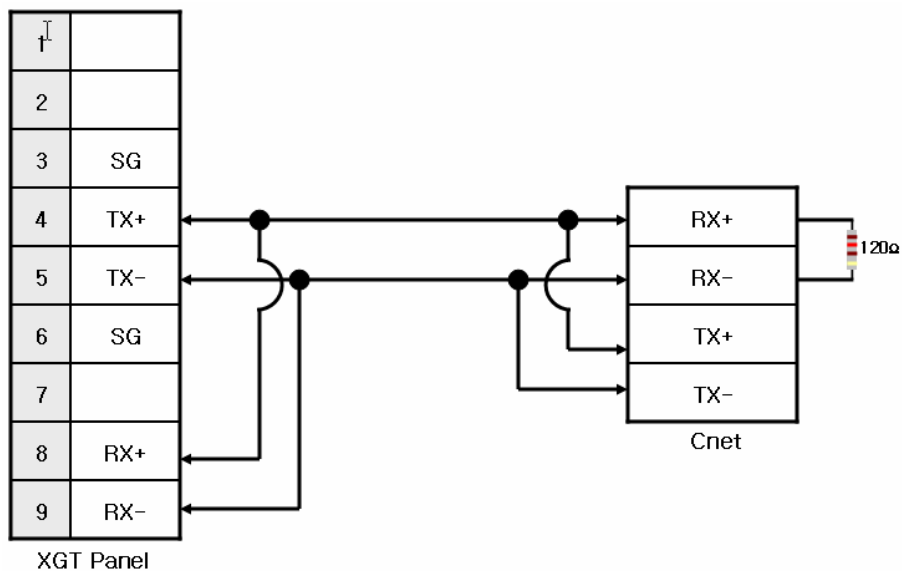 1
2
3 SG
4 TX+
5 TX-
6 SG
7
8 RX+
9 RX-
XGT Panel
RX+
RX-
TX+
TX-
Cnet
120Ω